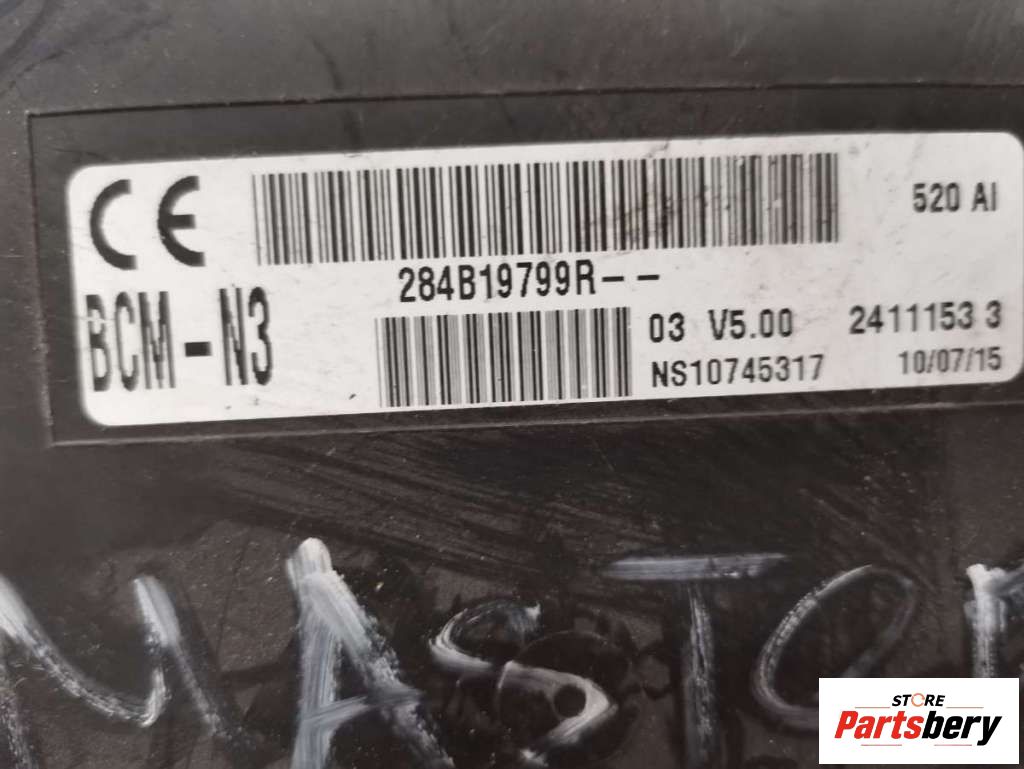 CE
520 AI
284B19799R--
BCM-N3
03 V5.00 2411153 3
NS10745317 10/07/15
MASTER
STORE
Partsbery